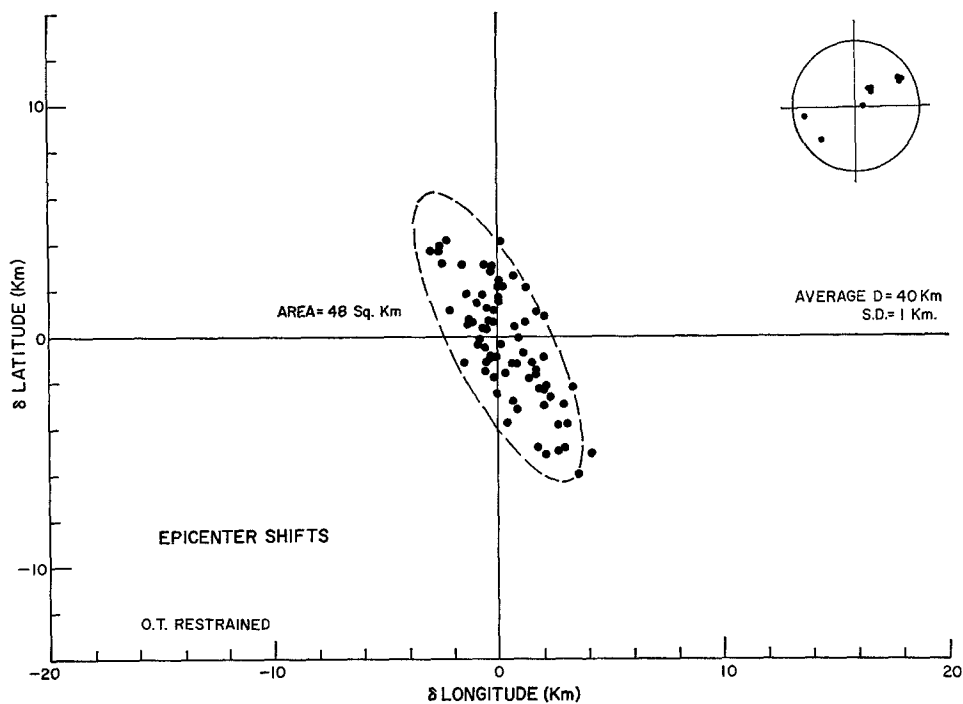 10
0
−10
δ LATITUDE (Km)
AREA= 48 Sq. Km
AVERAGE D= 40 Km
S.D.= 1 Km.
EPICENTER SHIFTS
O.T. RESTRAINED
−20
−10
0
10
20
δ LONGITUDE (Km)